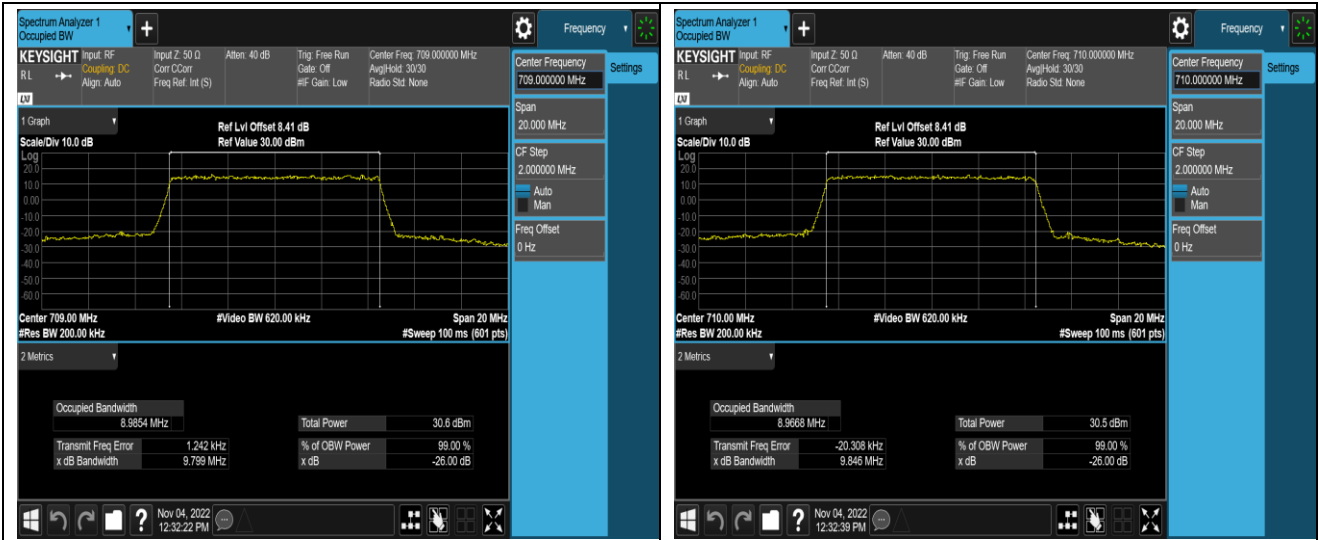 Spectrum Analyzer 1
Occupied BW
Frequency
KEYSIGHT Input: RF Input Z: 50 Ω Atten: 40 dB Trig: Free Run Center Freq: 709.000000 MHz
Coupling: DC Corr CCorr Gate: Off Avg|Hold: 30/30
RL Align: Auto Freq Ref: Int (S) #IF Gain: Low Radio Std: None
LXI
Center Frequency
709.000000 MHz
Settings
Span
20.000 MHz
CF Step
2.000000 MHz
Auto
Man
Freq Offset
0 Hz
1 Graph
Ref Lvl Offset 8.41 dB
Scale/Div 10.0 dB Ref Value 30.00 dBm
Log
20.0
10.0
0.00
-10.0
-20.0
-30.0
-40.0
-50.0
-60.0
Center 709.00 MHz #Video BW 620.00 kHz Span 20 MHz
#Res BW 200.00 kHz #Sweep 100 ms (601 pts)
2 Metrics
Occupied Bandwidth
8.9854 MHz Total Power 30.6 dBm
Transmit Freq Error 1.242 kHz % of OBW Power 99.00 %
x dB Bandwidth 9.799 MHz x dB -26.00 dB
?
Nov 04, 2022
12:32:22 PM
Spectrum Analyzer 1
Occupied BW
Frequency
KEYSIGHT Input: RF Input Z: 50 Ω Atten: 40 dB Trig: Free Run Center Freq: 710.000000 MHz
Coupling: DC Corr CCorr Gate: Off Avg|Hold: 30/30
RL Align: Auto Freq Ref: Int (S) #IF Gain: Low Radio Std: None
LXI
Center Frequency
710.000000 MHz
Settings
Span
20.000 MHz
CF Step
2.000000 MHz
Auto
Man
Freq Offset
0 Hz
1 Graph
Ref Lvl Offset 8.41 dB
Scale/Div 10.0 dB Ref Value 30.00 dBm
Log
20.0
10.0
0.00
-10.0
-20.0
-30.0
-40.0
-50.0
-60.0
Center 710.00 MHz #Video BW 620.00 kHz Span 20 MHz
#Res BW 200.00 kHz #Sweep 100 ms (601 pts)
2 Metrics
Occupied Bandwidth
8.9668 MHz Total Power 30.5 dBm
Transmit Freq Error -20.308 kHz % of OBW Power 99.00 %
x dB Bandwidth 9.846 MHz x dB -26.00 dB
?
Nov 04, 2022
12:32:39 PM